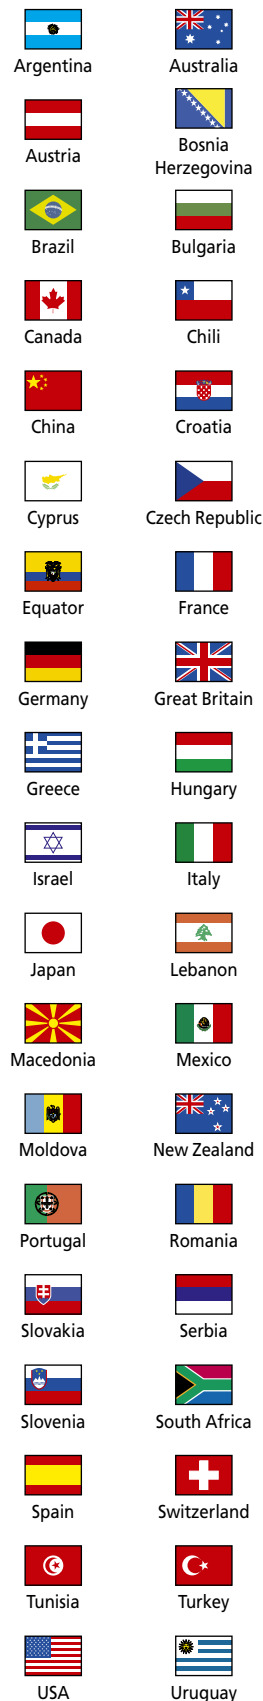 Argentina
Australia
Austria
Bosnia
Herzegovina
Brazil
Bulgaria
Canada
Chili
China
Croatia
Cyprus
Czech Republic
Equator
France
Germany
Great Britain
Greece
Hungary
Israel
Italy
Japan
Lebanon
Macedonia
Mexico
Moldova
New Zealand
Portugal
Romania
Slovakia
Serbia
Slovenia
South Africa
Spain
Switzerland
Tunisia
Turkey
USA
Uruguay